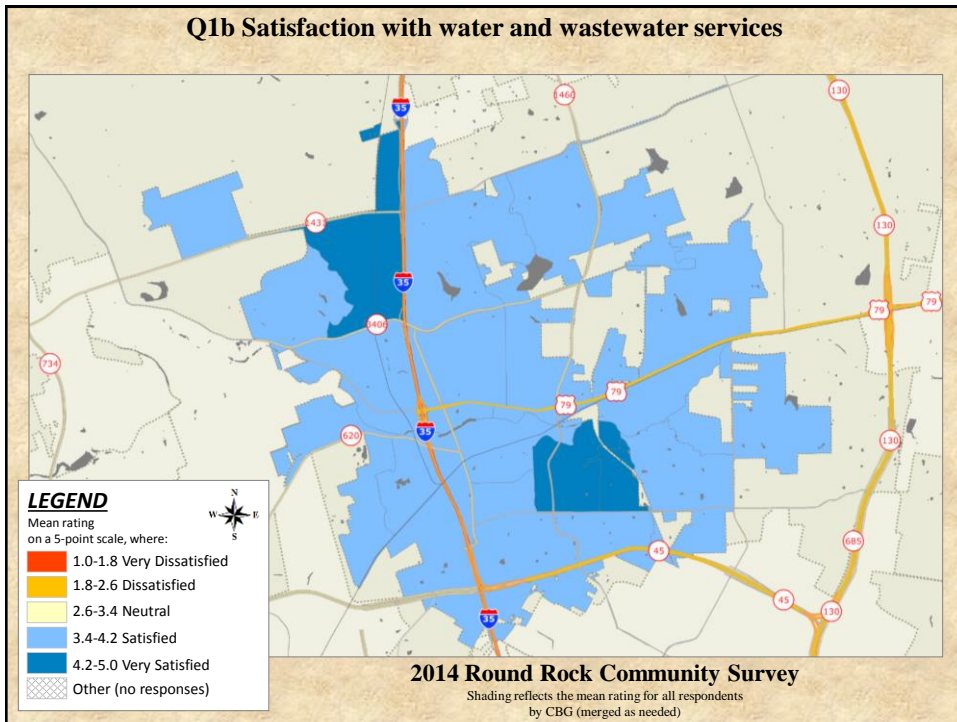 Q1b Satisfaction with water and wastewater services
35
1460
130
1431
130
35
79
79
3406
734
79
79
35
620
130
45
685
45
130
35
LEGEND
N
W E
S
Mean rating
on a 5-point scale, where:
1.0-1.8 Very Dissatisfied
1.8-2.6 Dissatisfied
2.6-3.4 Neutral
3.4-4.2 Satisfied
4.2-5.0 Very Satisfied
Other (no responses)
2014 Round Rock Community Survey
Shading reflects the mean rating for all respondents
by CBG (merged as needed)